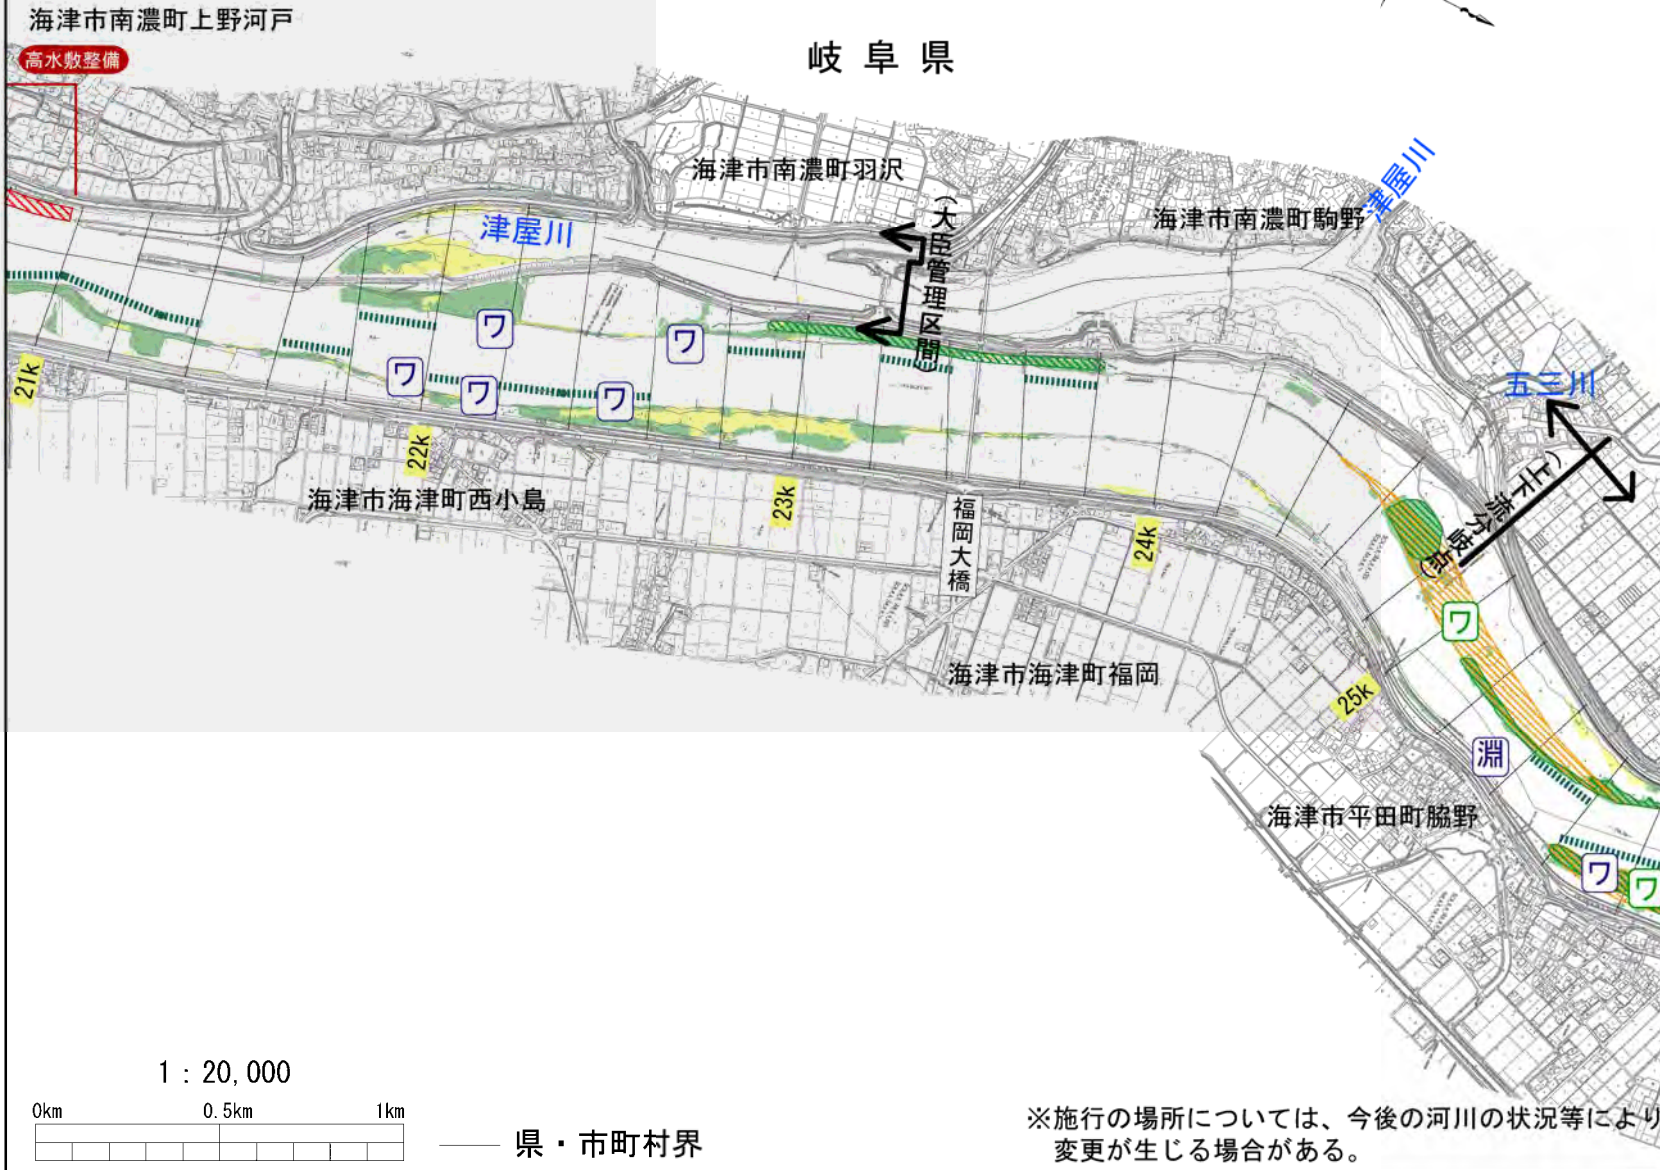 海津市南濃町上野河戸
高水敷整備
岐阜県
海津市南濃町羽沢
津屋川
(大臣管理区間)
海津市南濃町駒野
津屋川
五三川
(上下流分岐点)
ワ
ワ
ワ
ワ
ワ
21k
22k
23k
24k
25k
海津市海津町西小島
福岡大橋
海津市海津町福岡
ワ
淵
海津市平田町脇野
ワ
ワ
1:20,000
0km 0.5km 1km
県・市町村界
※施行の場所については、今後の河川の状況等により
変更が生じる場合がある。